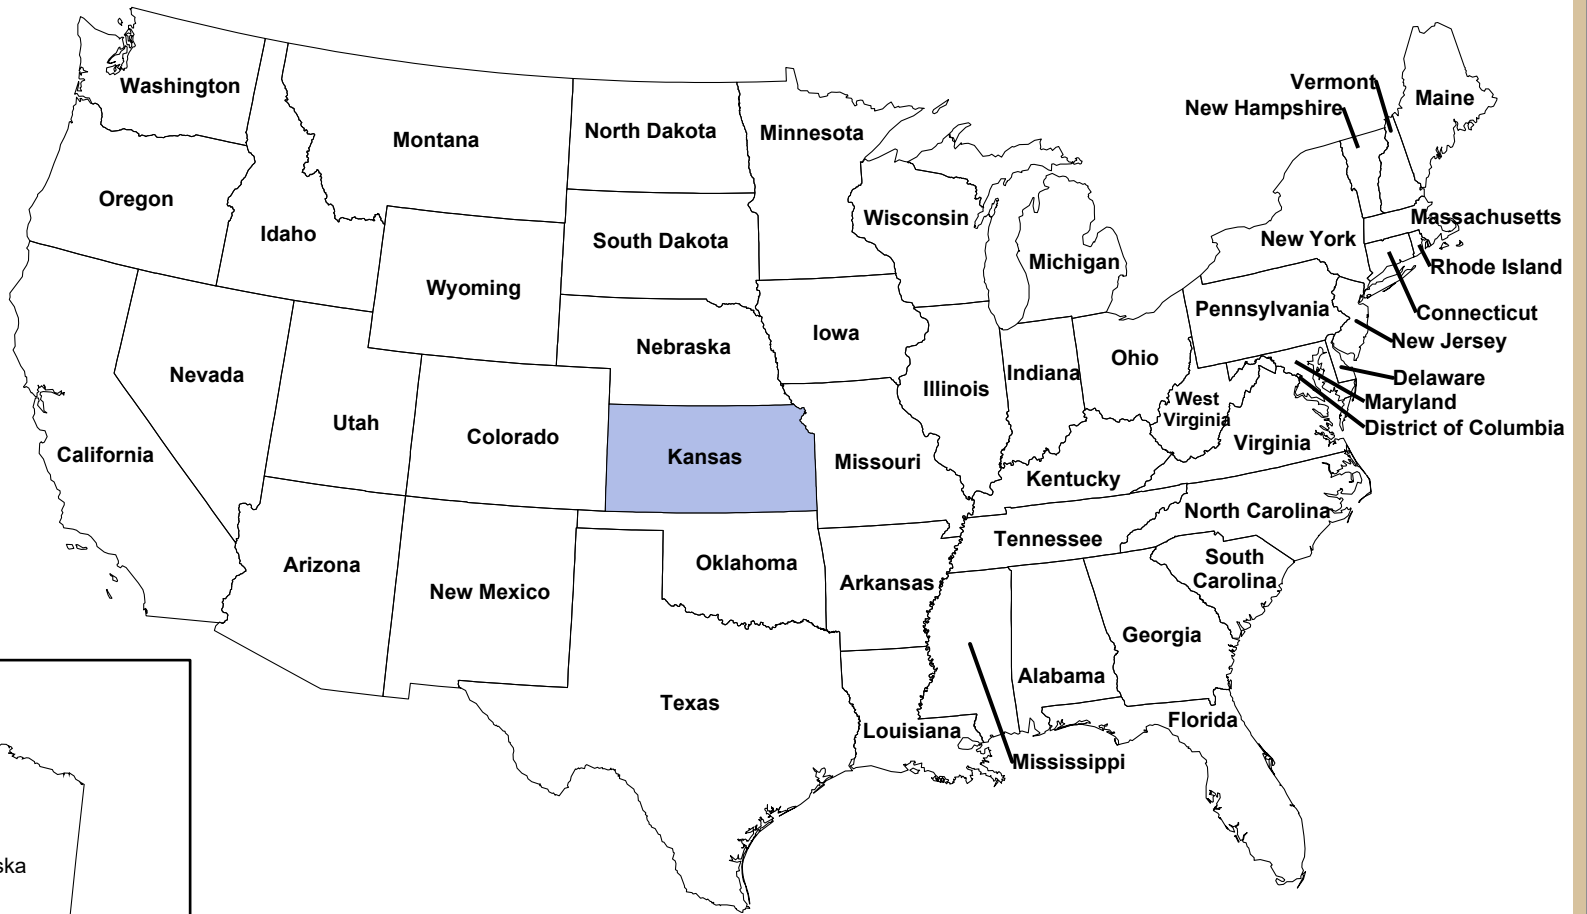 Washington
Vermont
New Hampshire
Maine
Montana
North Dakota
Minnesota
Oregon
Idaho
Wisconsin
Massachusetts
South Dakota
New York
Michigan
Rhode Island
Wyoming
Pennsylvania
Connecticut
Iowa
New Jersey
Nebraska
Ohio
Nevada
Indiana
Delaware
Illinois
West
Virginia
Maryland
Utah
Colorado
District of Columbia
Virginia
California
Kansas
Missouri
Kentucky
North Carolina
Tennessee
Arizona
Oklahoma
South
Carolina
Arkansas
New Mexico
Georgia
Alabama
Texas
Florida
Louisiana
Mississippi
ska